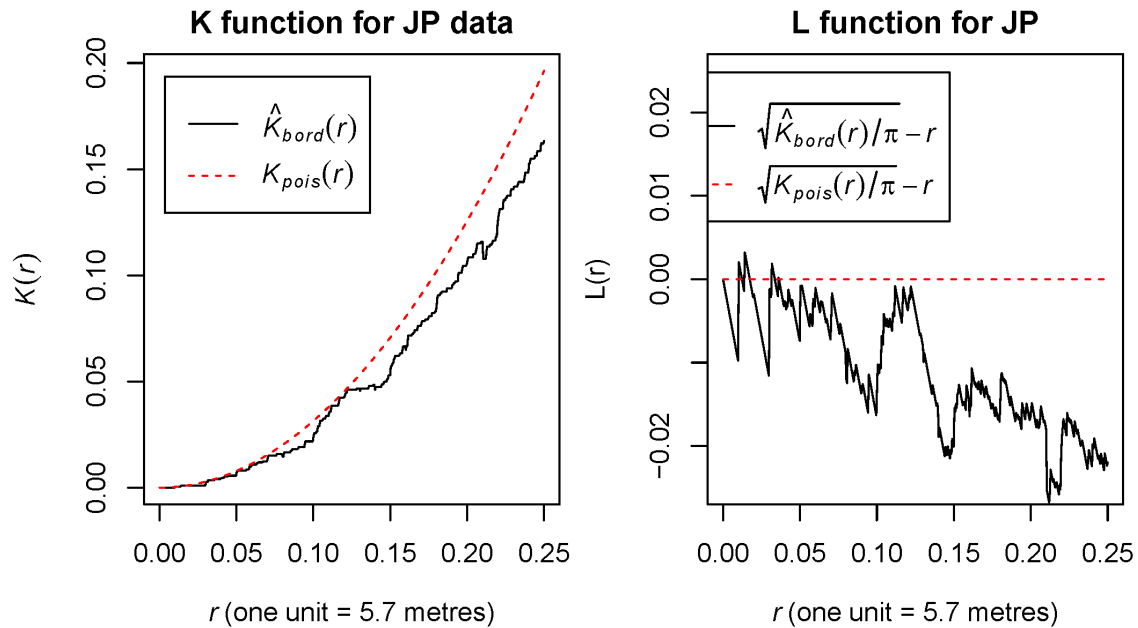 K function for JP data
K(r)
0.00 0.05 0.10 0.15 0.20
K̂bord(r)
Kpois(r)
0.00 0.05 0.10 0.15 0.20 0.25
r (one unit = 5.7 metres)
L function for JP
L(r)
−0.02 0.00 0.01 0.02
√K̂bord(r)/π − r
√Kpois(r)/π − r
0.00 0.05 0.10 0.15 0.20 0.25
r (one unit = 5.7 metres)